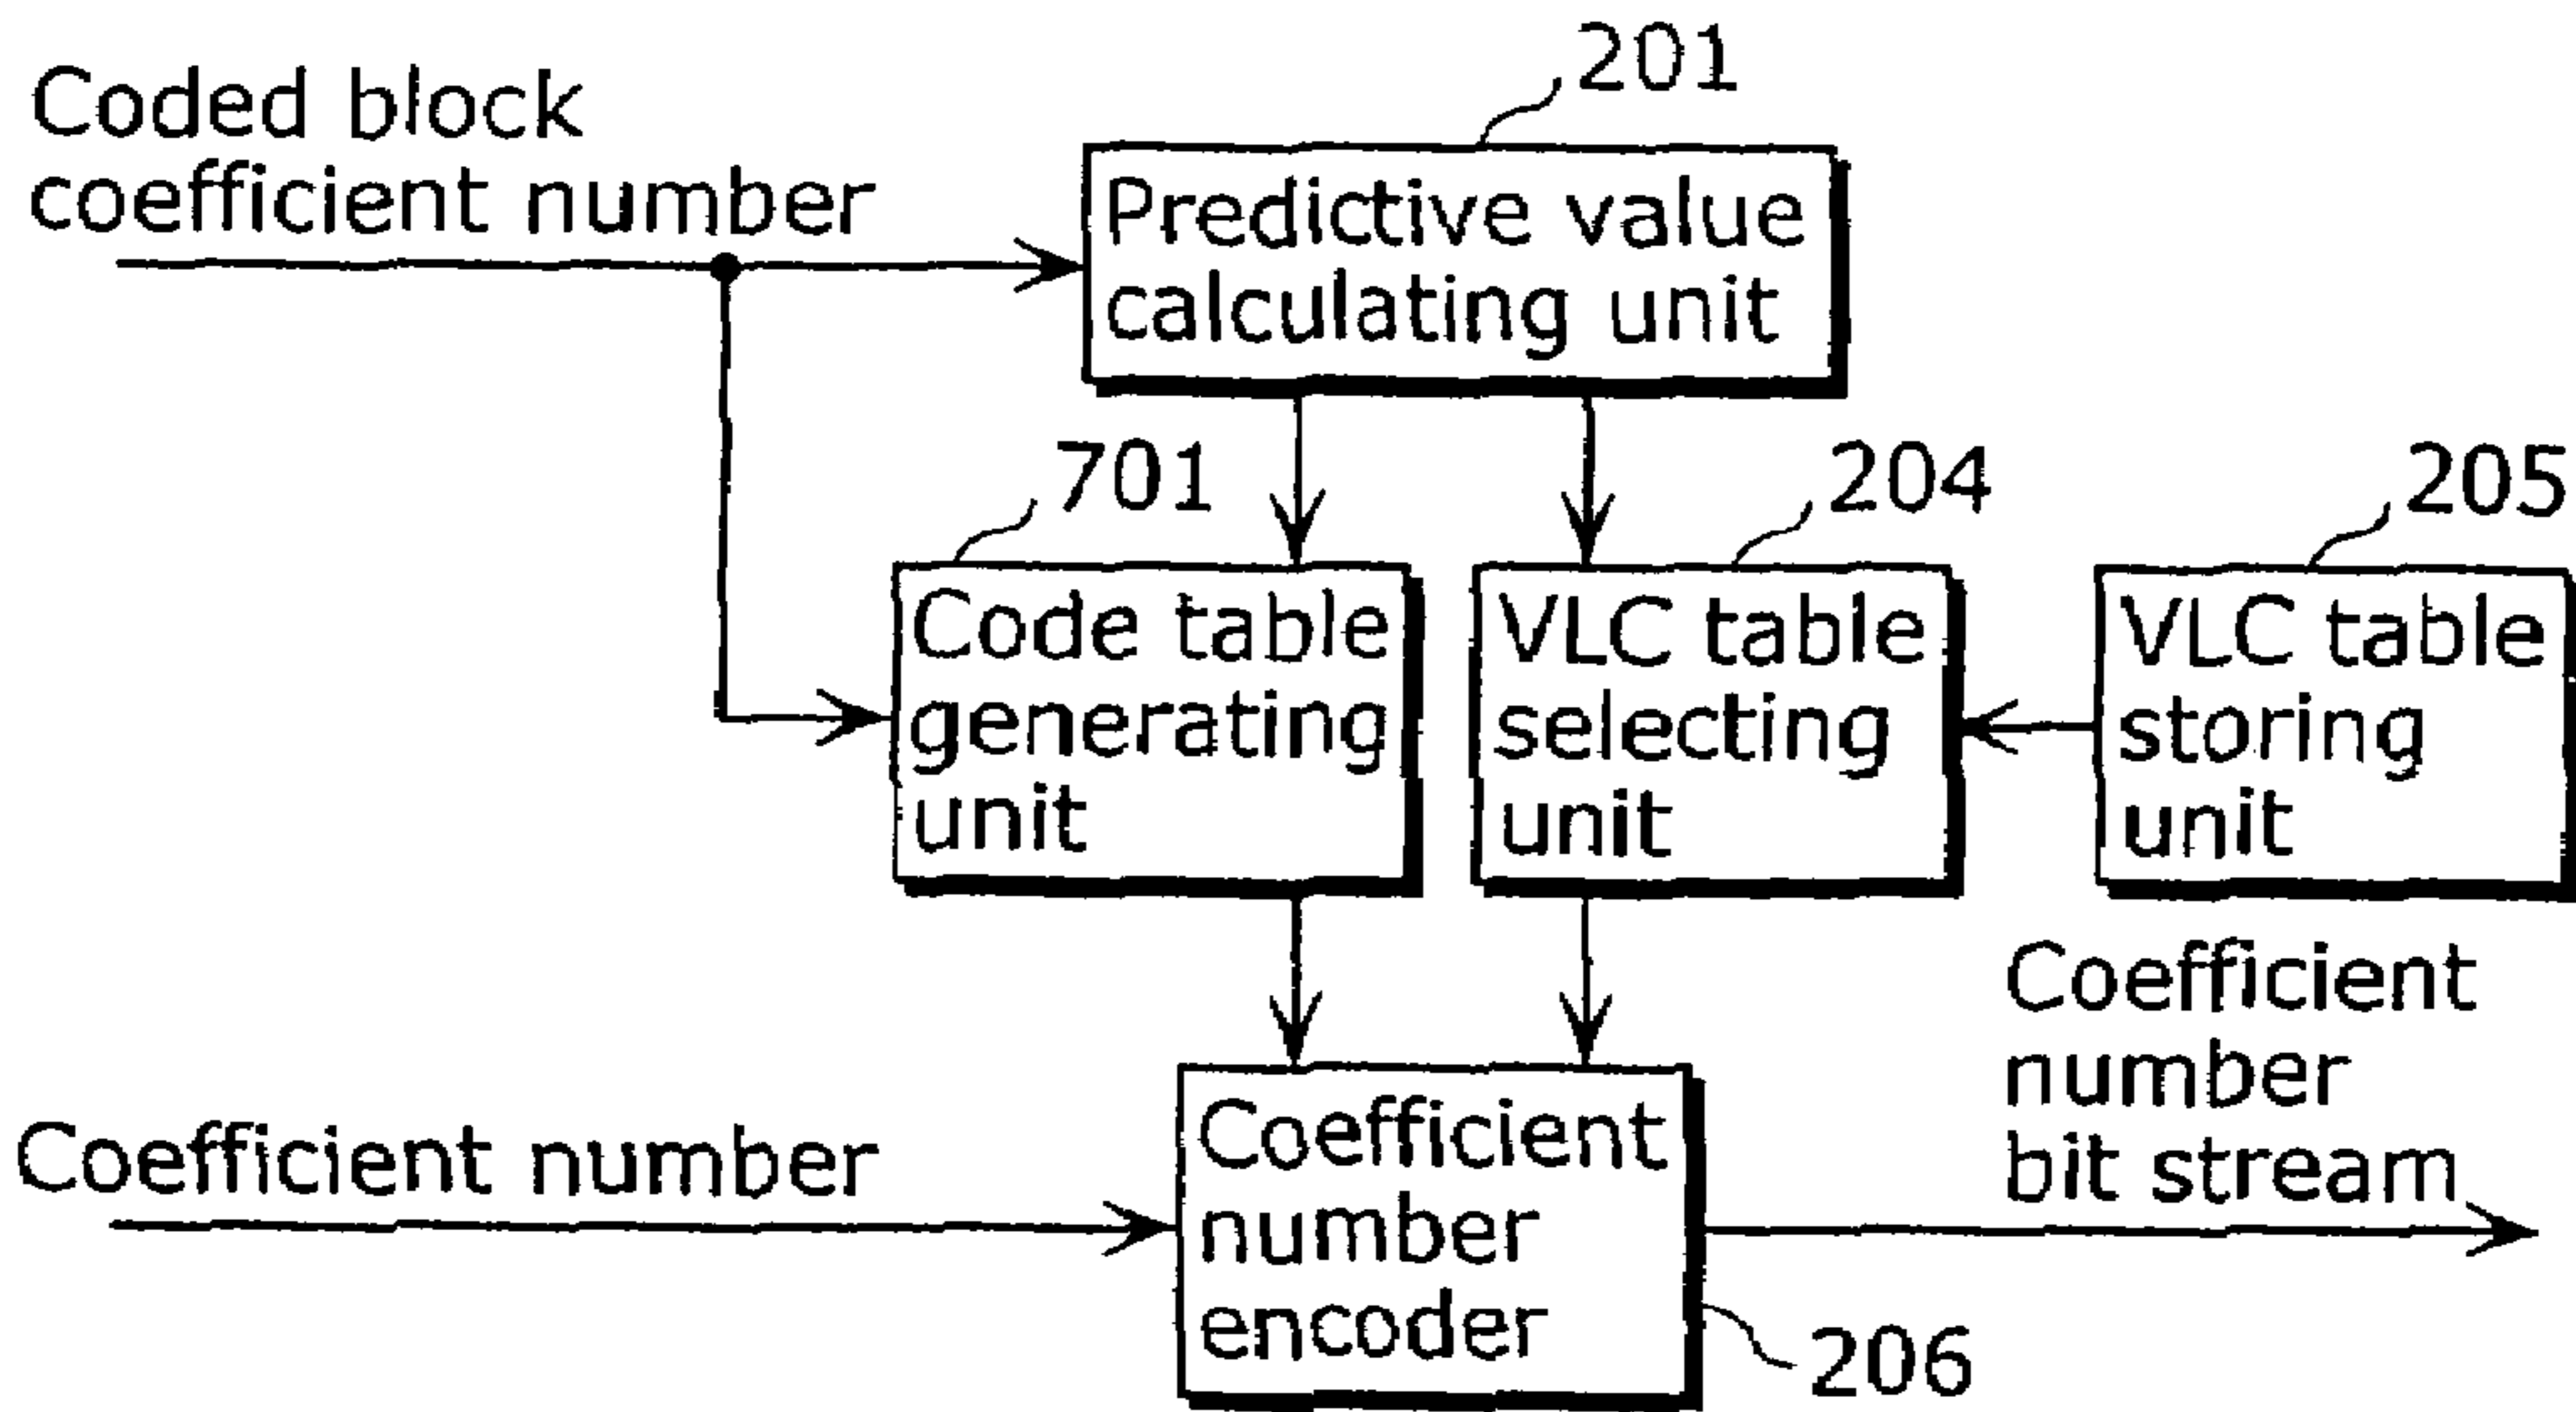 201
Coded block
coefficient number
Predictive value
calculating unit
701
204
205
Code table
generating
unit
VLC table
selecting
unit
VLC table
storing
unit
Coefficient
number
bit stream
Coefficient number
Coefficient
number
encoder
206